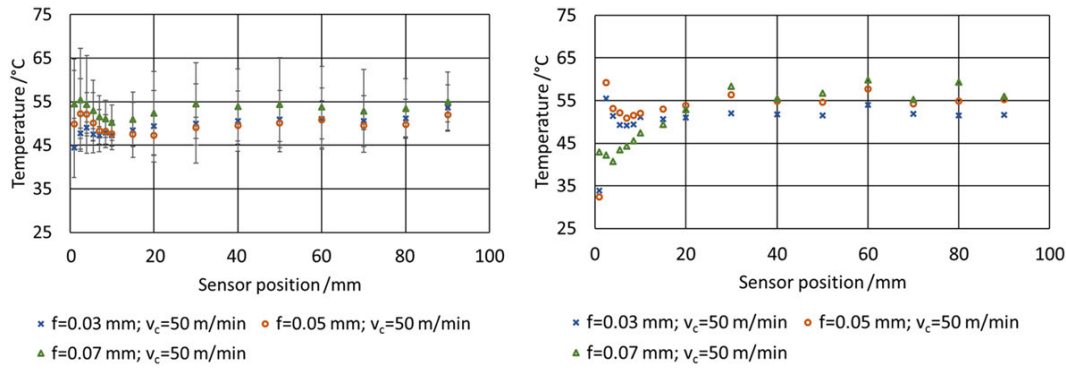 75
65
55
45
35
25
Temperature /°C
0
20
40
60
80
100
Sensor position /mm
f=0.03 mm; vc=50 m/min
f=0.05 mm; vc=50 m/min
f=0.07 mm; vc=50 m/min
75
65
55
45
35
25
Temperature /°C
0
20
40
60
80
100
Sensor position /mm
f=0.03 mm; vc=50 m/min
f=0.05 mm; vc=50 m/min
f=0.07 mm; vc=50 m/min